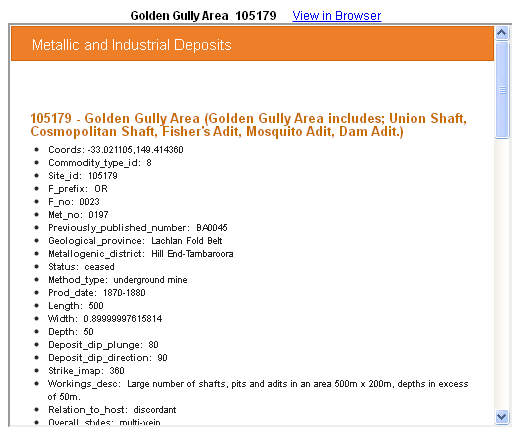 Golden Gully Area 105179 View in Browser
Metallic and Industrial Deposits
105179 - Golden Gully Area (Golden Gully Area includes; Union Shaft,
Cosmopolitan Shaft, Fisher's Adit, Mosquito Adit, Dam Adit.)
Coords: -33.021105,149.414360
Commodity_type_id: 8
Site_id: 105179
F_prefix: OR
F_no: 0023
Met_no: 0197
Previously_published_number: BA0045
Geological_province: Lachlan Fold Belt
Metallogenic_district: Hill End-Tambaroora
Status: ceased
Method_type: underground mine
Prod_date: 1870-1880
Length: 500
Width: 0.89999997615814
Depth: 50
Deposit_dip_plunge: 80
Deposit_dip_direction: 90
Strike_imap: 360
Workings_desc: Large number of shafts, pits and adits in an area 500m x 200m, depths in excess
of 50m.
Relation_to_host: discordant
Overall_styles: multi-vein